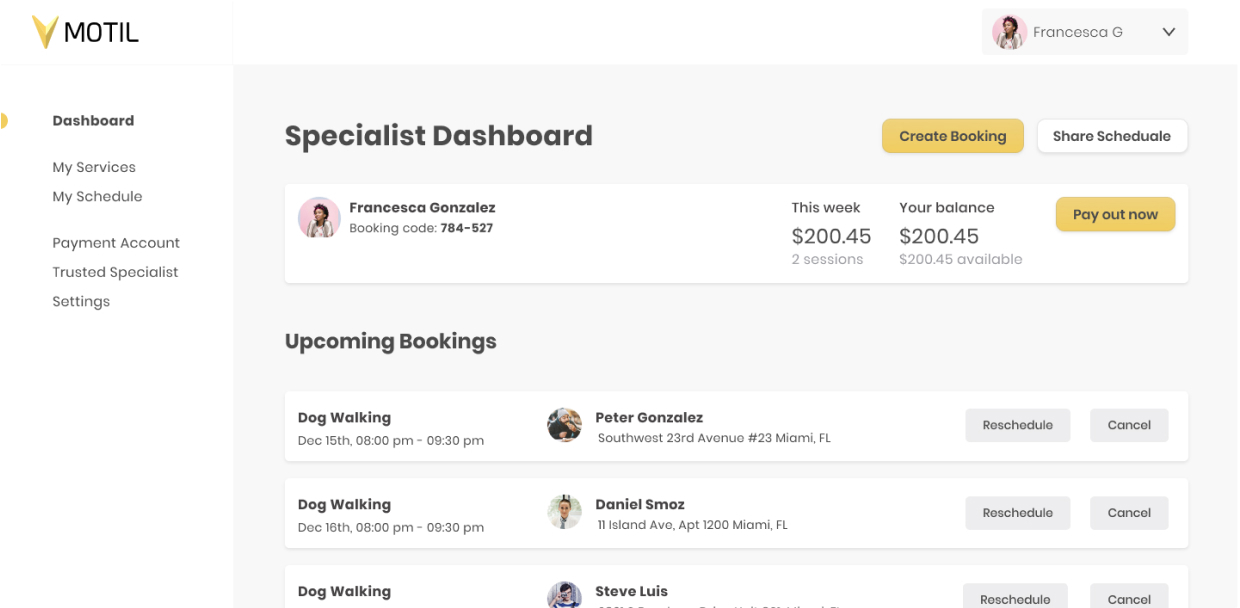 MOTIL
Francesca G
Dashboard
My Services
My Schedule
Payment Account
Trusted Specialist
Settings
Specialist Dashboard
Create Booking
Share Scheduale
Francesca Gonzalez
Booking code: 784-527
This week
$200.45
2 sessions
Your balance
$200.45
$200.45 available
Pay out now
Upcoming Bookings
Dog Walking
Dec 15th, 08:00 pm - 09:30 pm
Peter Gonzalez
Southwest 23rd Avenue #23 Miami, FL
Reschedule
Cancel
Dog Walking
Dec 16th, 08:00 pm - 09:30 pm
Daniel Smoz
11 Island Ave, Apt 1200 Miami, FL
Reschedule
Cancel
Dog Walking
Steve Luis
Reschedule
Cancel